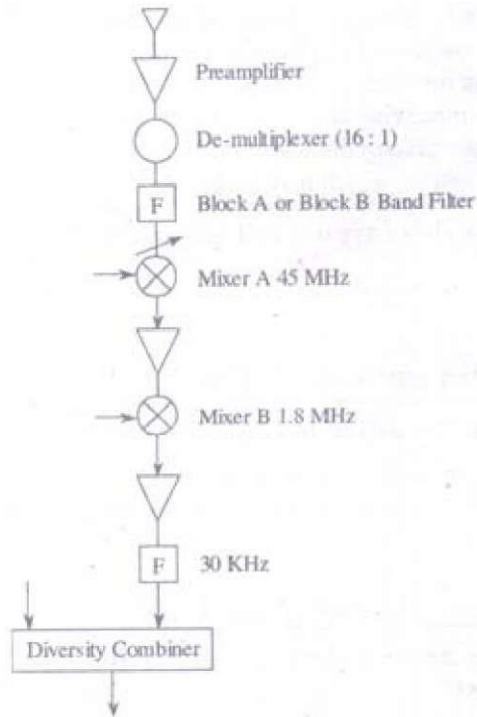 Preamplifier
De-multiplexer (16 : 1)
F
Block A or Block B Band Filter
Mixer A 45 MHz
Mixer B 1.8 MHz
F
30 KHz
Diversity Combiner